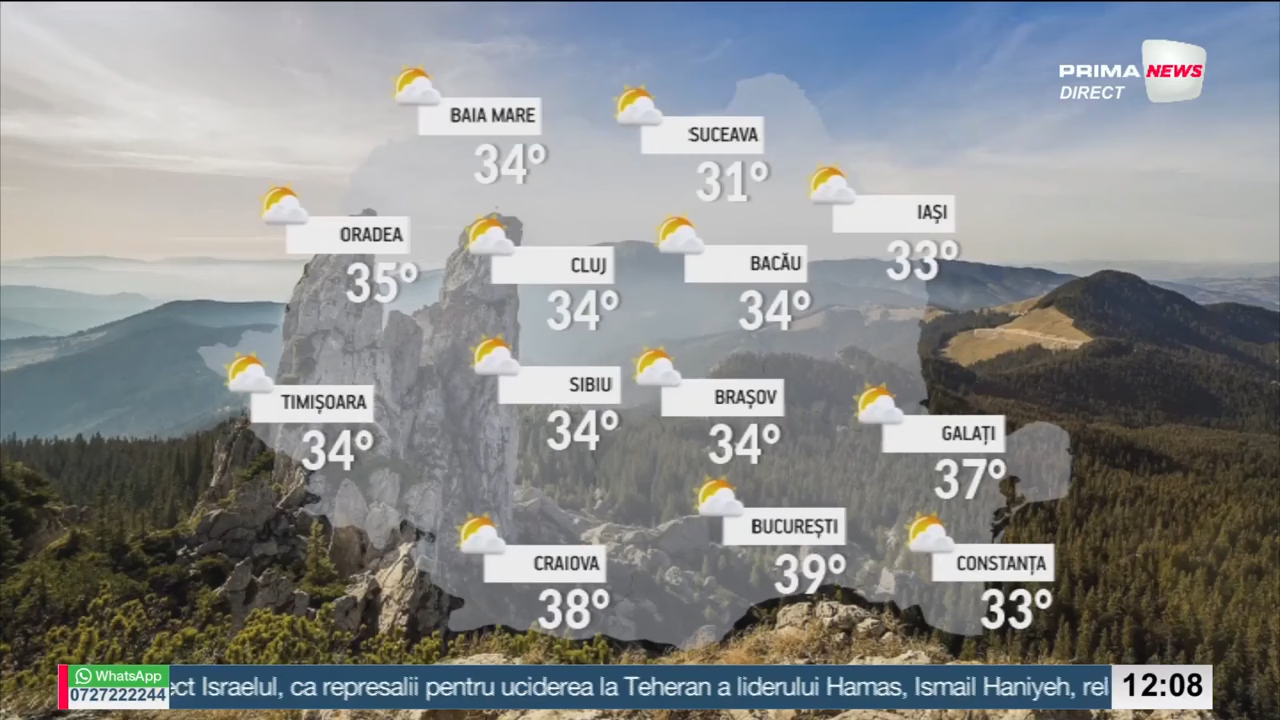 PRIMA NEWS
DIRECT
BAIA MARE
34°
SUCEAVA
31°
IAȘI
33°
ORADEA
35°
CLUJ
34°
BACĂU
34°
TIMIȘOARA
34°
SIBIU
34°
BRAȘOV
34°
GALAȚI
37°
CRAIOVA
38°
BUCUREȘTI
39°
CONSTANȚA
33°
WhatsApp
0727222244
ect Israelul, ca represalii pentru uciderea la Teheran a liderului Hamas, Ismail Haniyeh, rel
12:08